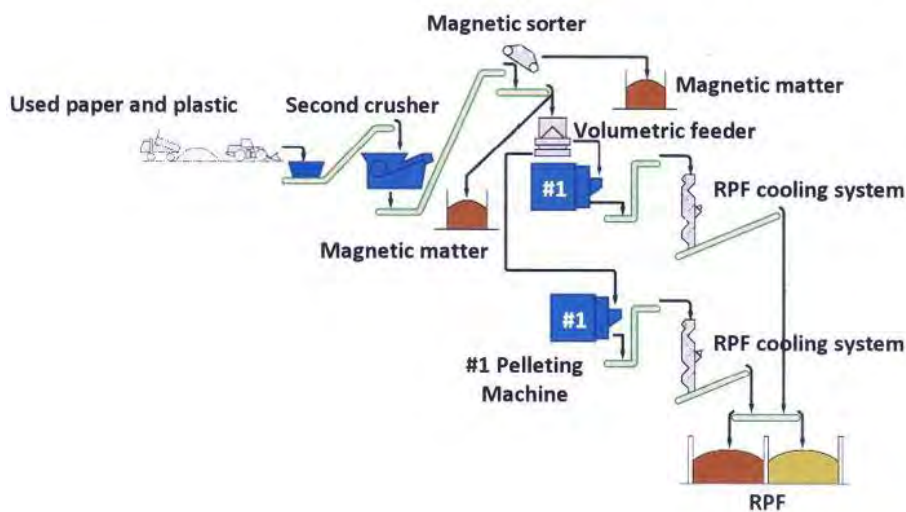 Magnetic sorter
Used paper and plastic
Second crusher
Magnetic matter
Volumetric feeder
#1
RPF cooling system
Magnetic matter
#1
RPF cooling system
#1 Pelleting
Machine
RPF